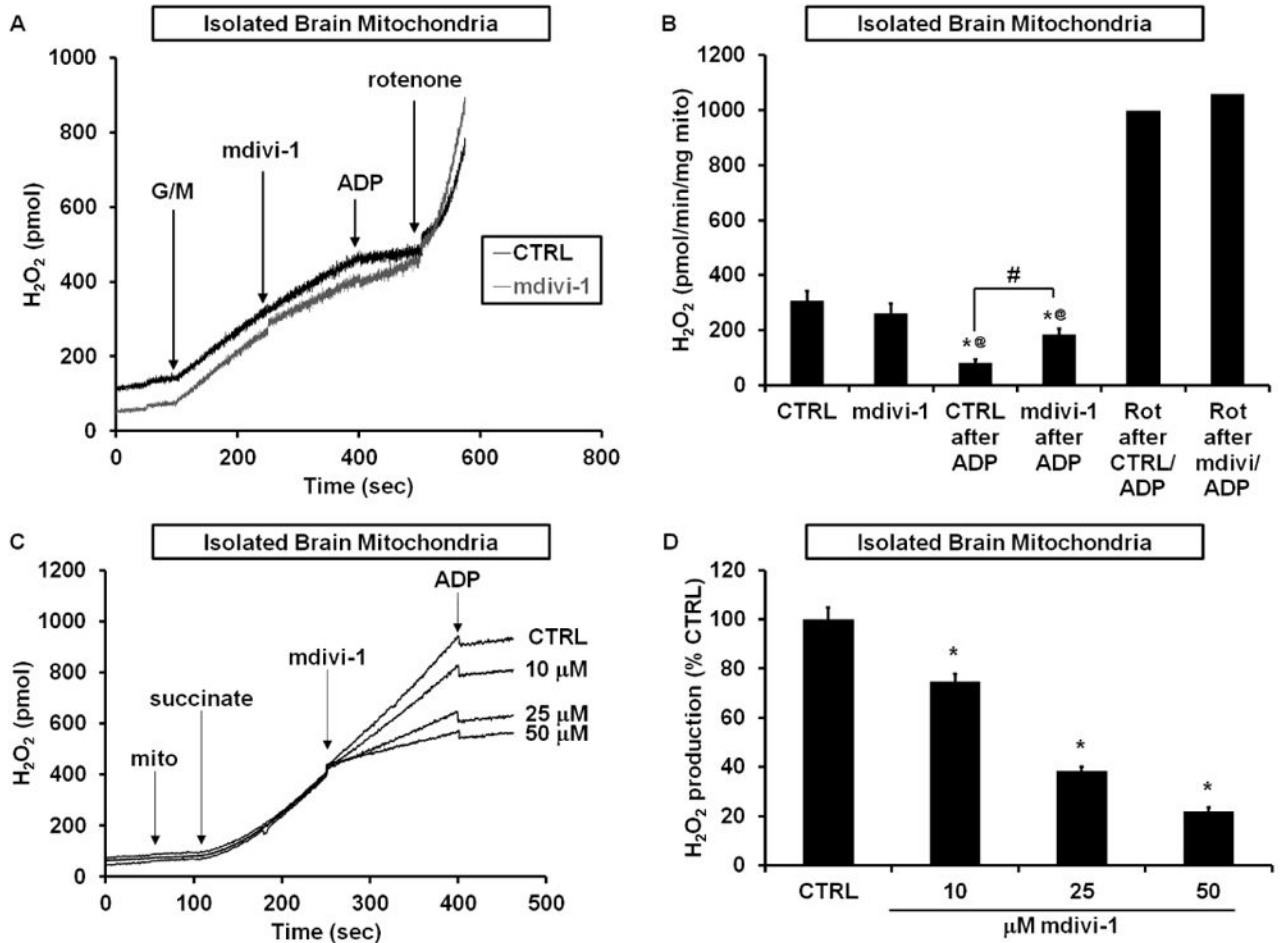 A
Isolated Brain Mitochondria
H₂O₂ (pmol)
1000
800
600
400
200
0
G/M
mdivi-1
ADP
rotenone
CTRL
mdivi-1
0
200
400
600
800
Time (sec)
B
Isolated Brain Mitochondria
H₂O₂ (pmol/min/mg mito)
1200
1000
800
600
400
200
0
#
*@
*@
CTRL
mdivi-1
CTRL
after
ADP
mdivi-1
after
ADP
Rot
after
CTRL/
ADP
Rot
after
mdivi/
ADP
C
Isolated Brain Mitochondria
H₂O₂ (pmol)
1200
1000
800
600
400
200
0
mito
succinate
mdivi-1
ADP
CTRL
10 μM
25 μM
50 μM
0
100
200
300
400
500
Time (sec)
D
Isolated Brain Mitochondria
H₂O₂ production (% CTRL)
120
100
80
60
40
20
0
*
*
*
CTRL
10
25
50
μM mdivi-1